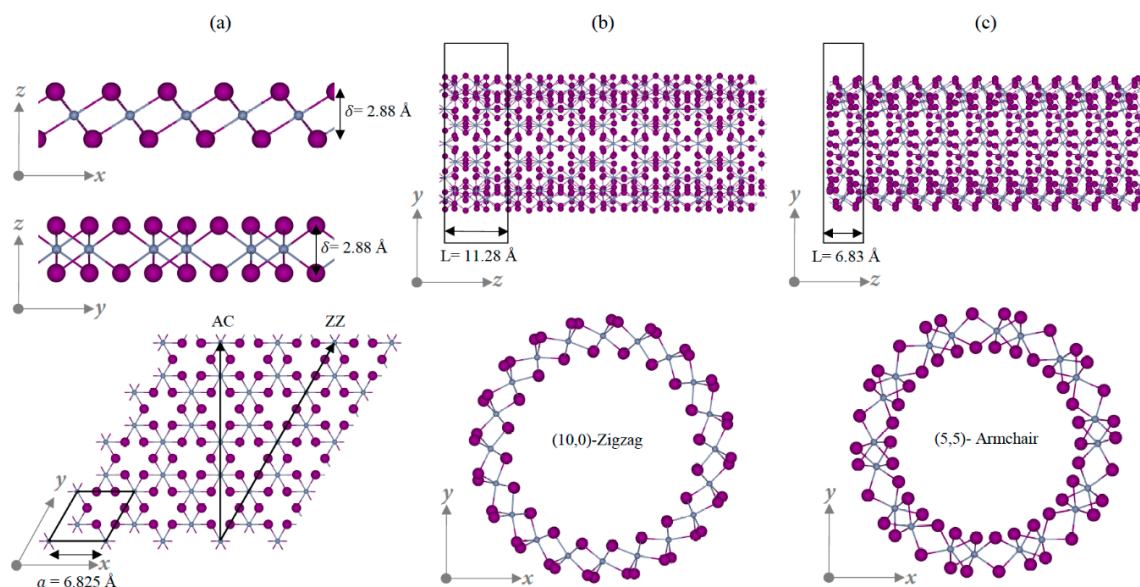 (a)
(b)
(c)
z
δ= 2.88 Å
x
z
δ= 2.88 Å
y
AC
ZZ
y
x
a = 6.825 Å
y
L= 11.28 Å
z
(10,0)-Zigzag
y
x
y
L= 6.83 Å
z
(5,5)- Armchair
y
x